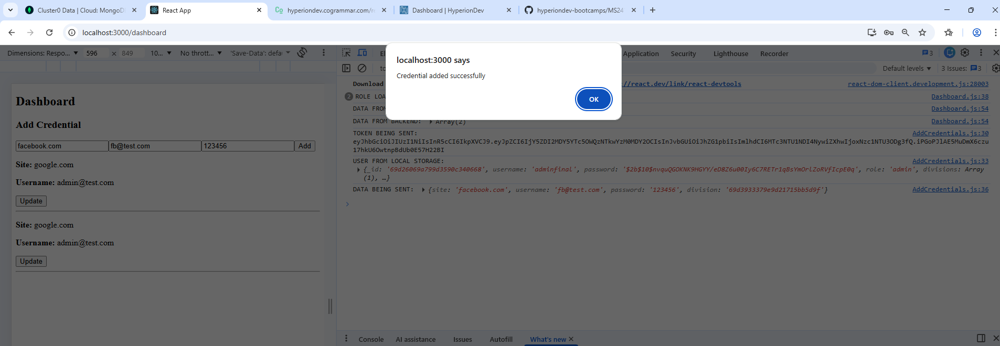 Cluster0 Data | Cloud: MongoD
React App
hyperiondev.cogrammar.com/re
Dashboard | HyperionDev
hyperiondev-bootcamps/MS24
localhost:3000/dashboard
Dimensions: Respo... 596 × 849 10... No thrott... 'Save-Data': defa
Application Security Lighthouse Recorder 3
Default levels 3 Issues: 3
localhost:3000 says
Credential added successfully
OK
Dashboard
Add Credential
facebook.com fb@test.com 123456 Add
Site: google.com
Username: admin@test.com
Update
Site: google.com
Username: admin@test.com
Update
Download ://react.dev/link/react-devtools react-dom-client.development.js:28003
2 ROLE LOA Dashboard.js:38
DATA FROM Dashboard.js:54
DATA FROM BACKEND: Array(2) Dashboard.js:54
TOKEN BEING SENT: AddCredentials.js:30
USER FROM LOCAL STORAGE: AddCredentials.js:33
{_id: '69d26069a799d3590c340668', username: 'adminfinal', password: '$2b$10$nvquQGOKNK9HGYY/eD8Z6u00Iy6C7RETr1qBsYmOrlZoRVfIcpE0q', role: 'admin', divisions: Array
(1), …}
DATA BEING SENT: {site: 'facebook.com', username: 'fb@test.com', password: '123456', division: '69d3933379e9d21715bb5d9f'} AddCredentials.js:36
Console AI assistance Issues Autofill What's new